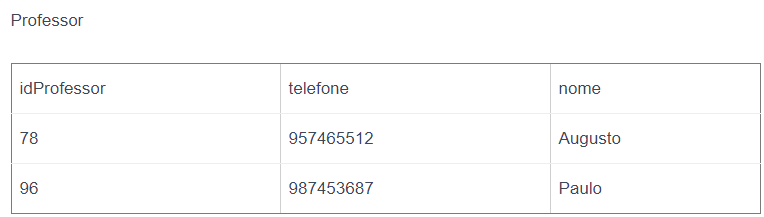 Professor
idProfessor telefone nome
78 957465512 Augusto
96 987453687 Paulo